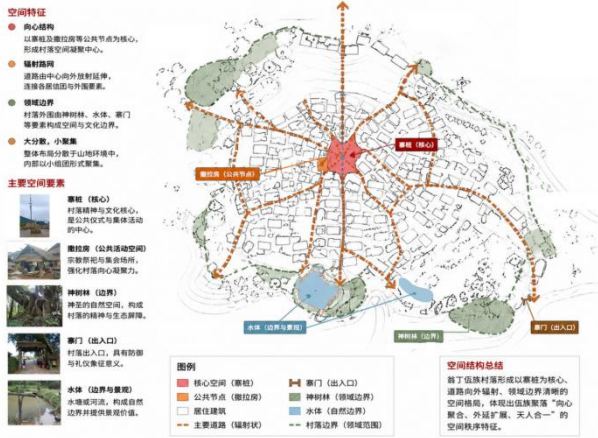 空间特征
向心结构
以寨桩及撒拉房等公共节点为核心，
形成村落空间凝聚中心。
辐射路网
道路由中心向外放射延伸，
连接各居住组团与外围要素。
领域边界
村落外围由神树林、水体、寨门
等要素构成空间与文化边界。
大分散，小聚集
整体布局分散于山地环境中，
内部以小组团形式聚集。
主要空间要素
寨桩（核心）
村落精神与文化核心，
是公共仪式与集体活动
的中心。
撒拉房（公共活动空间）
宗教祭祀与集会场所，
强化村落向心凝聚力。
神树林（边界）
神圣的自然空间，构成
村落的精神与生态屏障。
寨门（出入口）
村落出入口，具有防御
与礼仪象征意义。
水体（边界与景观）
水塘或河流，构成自然
边界并提供景观价值。
寨桩（核心）
撒拉房（公共节点）
水体（边界与景观）
神树林（边界）
寨门（出入口）
图例
核心空间（寨桩）
公共节点（撒拉房）
居住建筑
主要道路（辐射状）
寨门（出入口）
神树林（领域边界）
水体（自然边界）
村落边界（领域范围）
空间结构总结
翁丁佤族村落形成以寨桩为核心、
道路向外辐射、领域边界清晰的
空间格局，体现出佤族聚落“向心
聚合、外延扩展、天人合一”的空
间秩序特征。